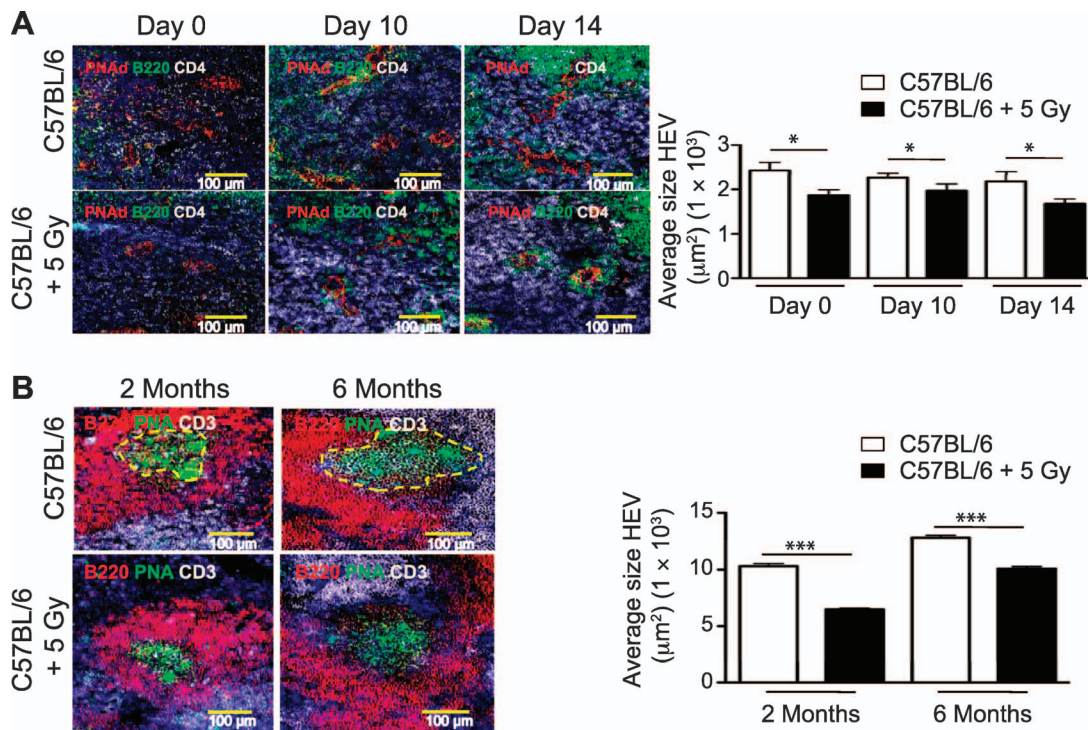 A
Day 0 Day 10 Day 14
C57BL/6
PNAd B220 CD4
100 µm
PNAd B220 CD4
100 µm
PNAd B220 CD4
100 µm
C57BL/6
+ 5 Gy
PNAd B220 CD4
100 µm
PNAd B220 CD4
100 µm
PNAd B220 CD4
100 µm
C57BL/6
C57BL/6 + 5 Gy
Average size HEV
(µm²) (1 × 10³)
3
2
1
0
* * *
Day 0 Day 10 Day 14
B
2 Months 6 Months
C57BL/6
B220 PNA CD3
100 µm
B220 PNA CD3
100 µm
C57BL/6
+ 5 Gy
B220 PNA CD3
100 µm
B220 PNA CD3
100 µm
C57BL/6
C57BL/6 + 5 Gy
Average size HEV
(µm²) (1 × 10³)
15
10
5
0
*** ***
2 Months 6 Months